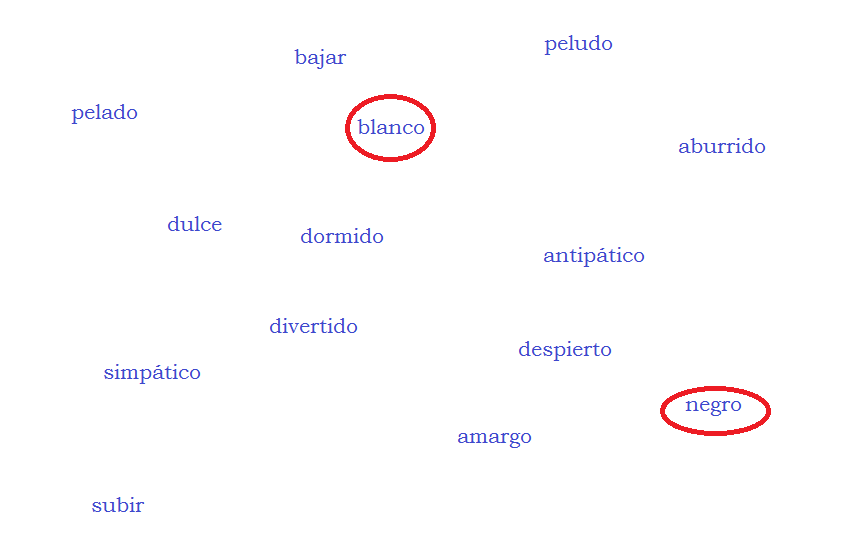 peludo
bajar
pelado
blanco
aburrido
dulce
dormido
antipático
divertido
despierto
simpático
negro
amargo
subir